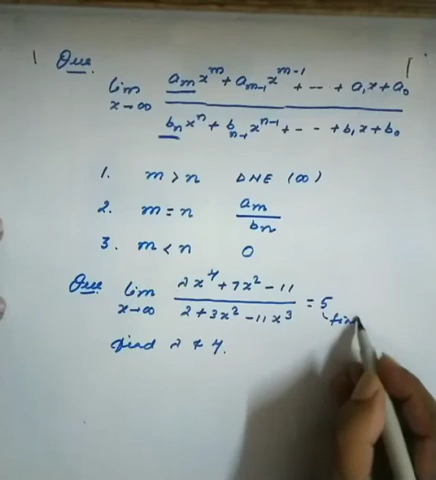 1 Que.
lim x→∞ (a_m x^m + a_{m-1} x^{m-1} + --- + a_1 x + a_0) / (b_n x^n + b_{n-1} x^{n-1} + --- + b_1 x + b_0)
1. m > n DNE (∞)
2. m = n a_m / b_n
3. m < n 0
Que lim x→∞ (λx^4 + 7x^2 - 11) / (2 + 3x^2 - 11x^3) = 5
find λ & 4.